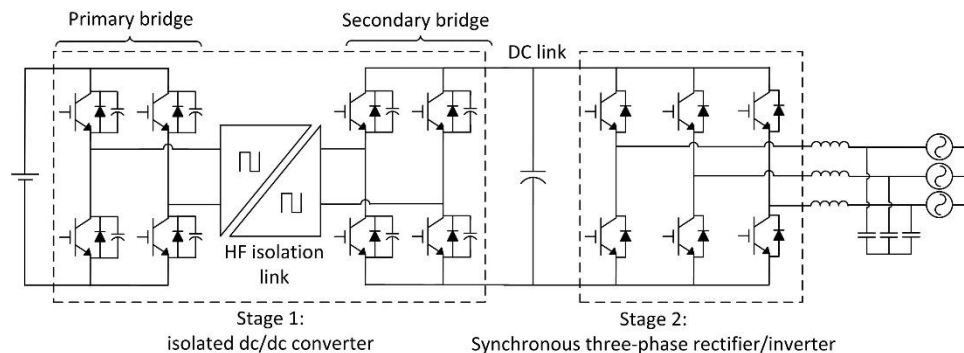 Primary bridge
Secondary bridge
DC link
HF isolation
link
Stage 1:
isolated dc/dc converter
Stage 2:
Synchronous three-phase rectifier/inverter